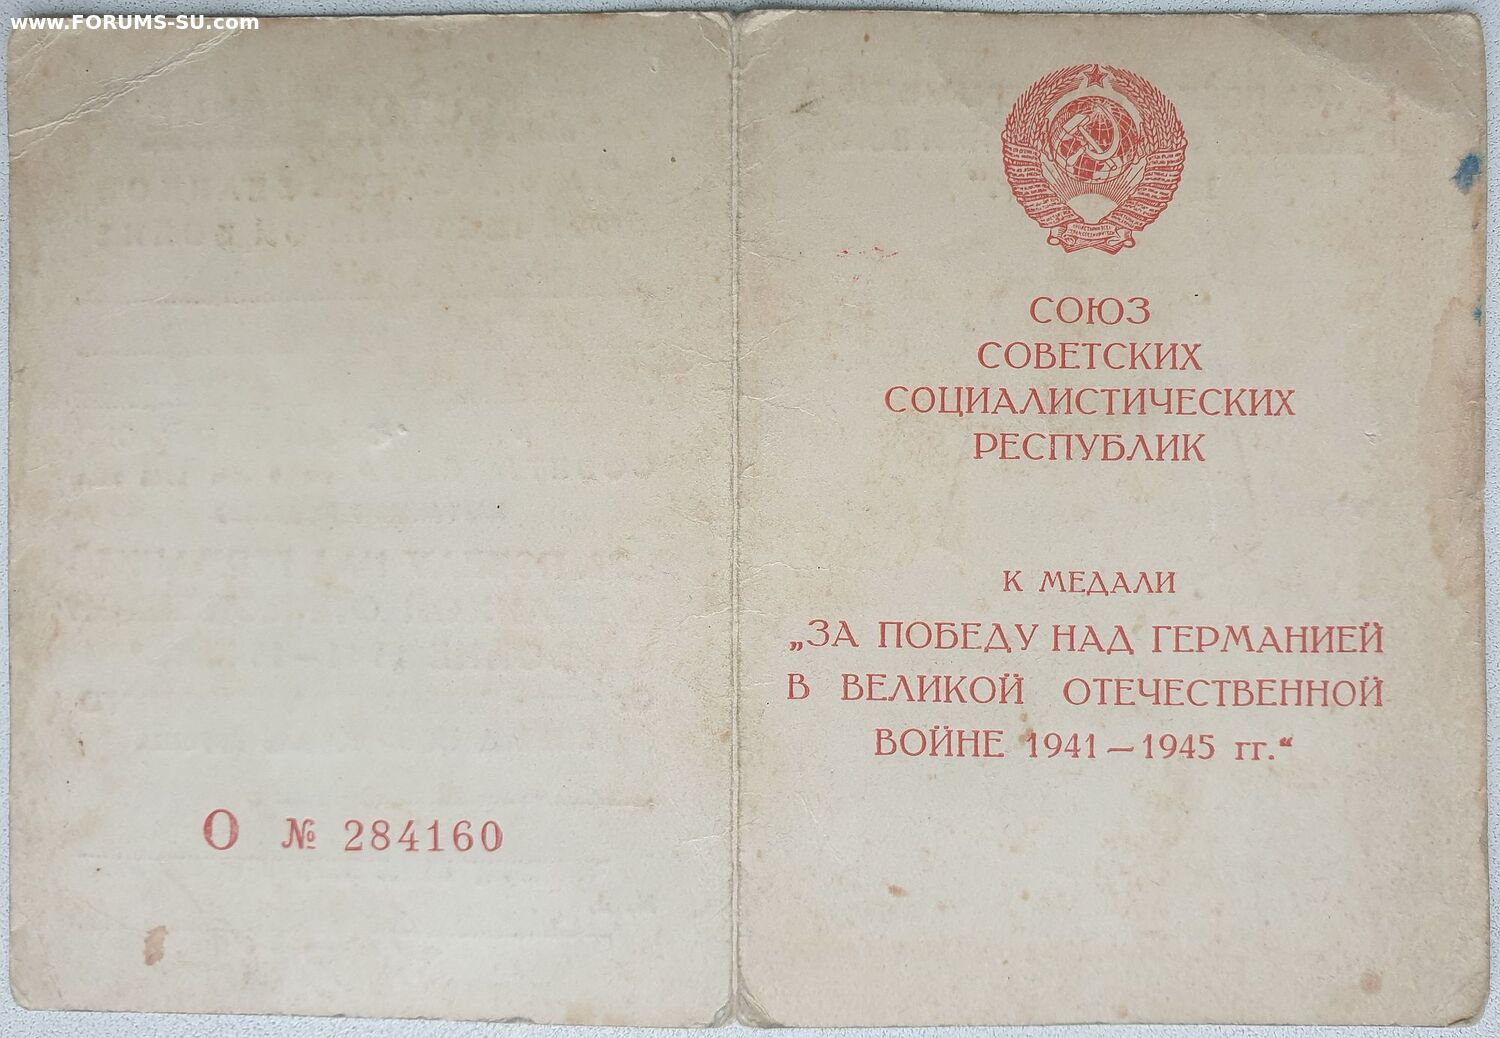 www.FORUMS-SU.com
СОЮЗ
СОВЕТСКИХ
СОЦИАЛИСТИЧЕСКИХ
РЕСПУБЛИК
К МЕДАЛИ
„ЗА ПОБЕДУ НАД ГЕРМАНИЕЙ
В ВЕЛИКОЙ ОТЕЧЕСТВЕННОЙ
ВОЙНЕ 1941—1945 гг.“
О № 284160